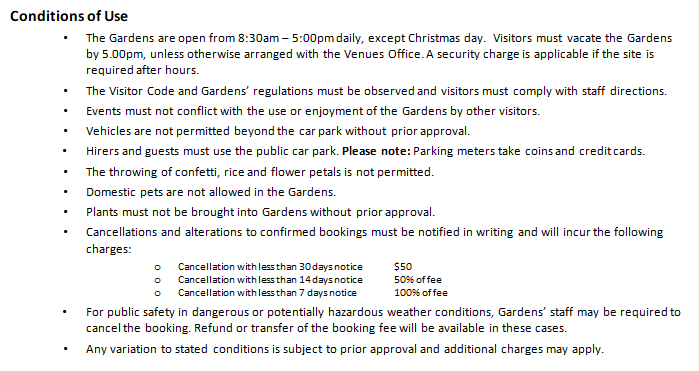 Conditions of Use
• The Gardens are open from 8:30am – 5:00pm daily, except Christmas day. Visitors must vacate the Gardens
by 5.00pm, unless otherwise arranged with the Venues Office. A security charge is applicable if the site is
required after hours.
• The Visitor Code and Gardens' regulations must be observed and visitors must comply with staff directions.
• Events must not conflict with the use or enjoyment of the Gardens by other visitors.
• Vehicles are not permitted beyond the car park without prior approval.
• Hirers and guests must use the public car park. Please note: Parking meters take coins and credit cards.
• The throwing of confetti, rice and flower petals is not permitted.
• Domestic pets are not allowed in the Gardens.
• Plants must not be brought into Gardens without prior approval.
• Cancellations and alterations to confirmed bookings must be notified in writing and will incur the following
charges:
o Cancellation with less than 30 days notice $50
o Cancellation with less than 14 days notice 50% of fee
o Cancellation with less than 7 days notice 100% of fee
• For public safety in dangerous or potentially hazardous weather conditions, Gardens' staff may be required to
cancel the booking. Refund or transfer of the booking fee will be available in these cases.
• Any variation to stated conditions is subject to prior approval and additional charges may apply.